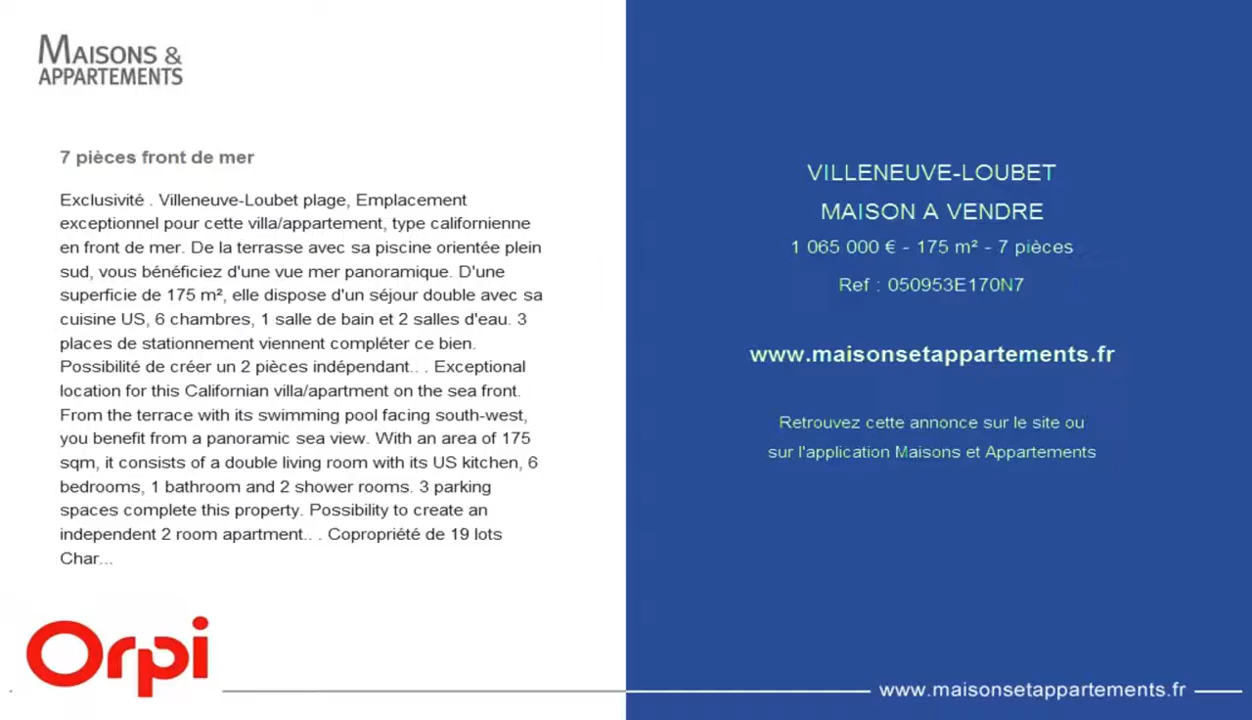 MAISONS &
APPARTEMENTS
7 pièces front de mer
Exclusivité . Villeneuve-Loubet plage, Emplacement
exceptionnel pour cette villa/appartement, type californienne
en front de mer. De la terrasse avec sa piscine orientée plein
sud, vous bénéficiez d'une vue mer panoramique. D'une
superficie de 175 m², elle dispose d'un séjour double avec sa
cuisine US, 6 chambres, 1 salle de bain et 2 salles d'eau. 3
places de stationnement viennent compléter ce bien.
Possibilité de créer un 2 pièces indépendant.. . Exceptional
location for this Californian villa/apartment on the sea front.
From the terrace with its swimming pool facing south-west,
you benefit from a panoramic sea view. With an area of 175
sqm, it consists of a double living room with its US kitchen, 6
bedrooms, 1 bathroom and 2 shower rooms. 3 parking
spaces complete this property. Possibility to create an
independent 2 room apartment.. . Copropriété de 19 lots
Char...
Orpi
VILLENEUVE-LOUBET
MAISON A VENDRE
1 065 000 € - 175 m² - 7 pièces
Ref : 050953E170N7
www.maisonsetappartements.fr
Retrouvez cette annonce sur le site ou
sur l'application Maisons et Appartements
www.maisonsetappartements.fr